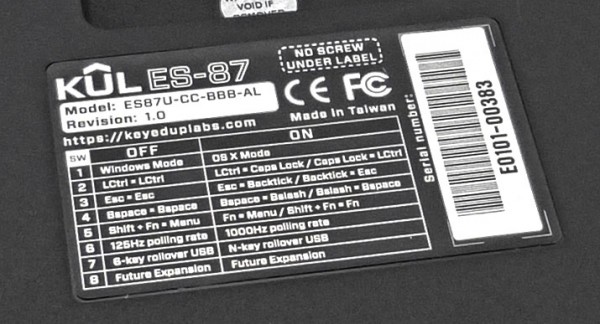 VOID IF
REMOVED
KÛL ES-87
NO SCREW
UNDER LABEL
Model: ES87U-CC-BBB-AL
Revision: 1.0
CE FC
Made in Taiwan
https://keyeduplabs.com
SW OFF ON
1 Windows Mode OS X Mode
2 LCtrl = LCtrl LCtrl = Caps Lock / Caps Lock = LCtrl
3 Esc = Esc Esc = Backtick / Backtick = Esc
4 Bspace = Bspace Bspace = Bslash / Bslash = Bspace
5 Shift + Fn = Menu Fn = Menu / Shift + Fn = Fn
6 125Hz polling rate 1000Hz polling rate
7 6-key rollover USB N-key rollover USB
8 Future Expansion Future Expansion
Serial number:
E0101-00383